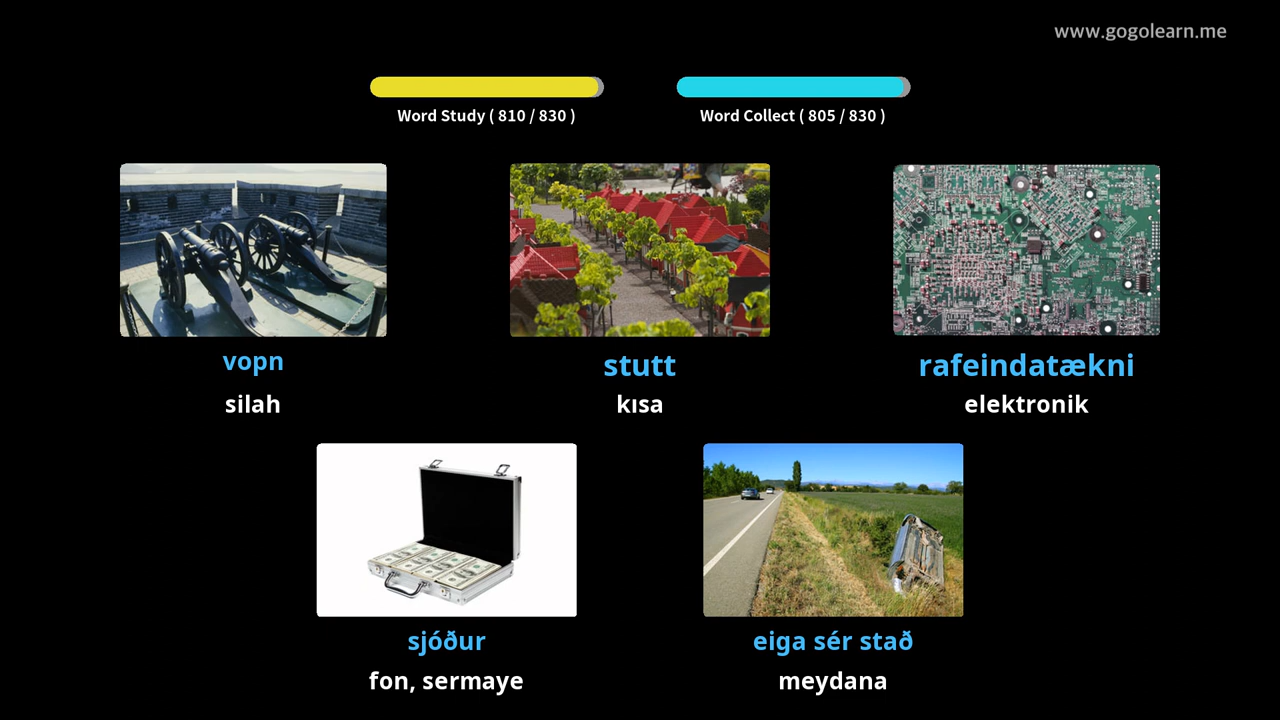 www.gogolearn.me
Word Study ( 810 / 830 )
Word Collect ( 805 / 830 )
vopn
stutt
rafeindatækni
silah
kısa
elektronik
sjóður
eiga sér stað
fon, sermaye
meydana